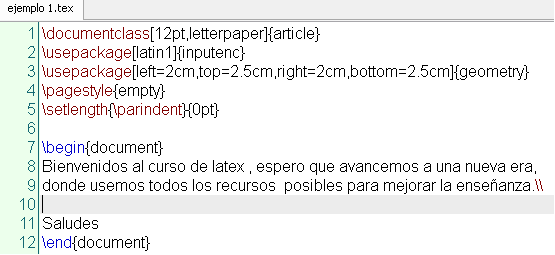 ejemplo 1.tex
1 \documentclass[12pt,letterpaper]{article}
2 \usepackage[latin1]{inputenc}
3 \usepackage[left=2cm,top=2.5cm,right=2cm,bottom=2.5cm]{geometry}
4 \pagestyle{empty}
5 \setlength{\parindent}{0pt}
6
7 \begin{document}
8 Bienvenidos al curso de latex , espero que avancemos a una nueva era,
9 donde usemos todos los recursos  posibles para mejorar la enseñanza.\\
10
11 Saludes
12 \end{document}